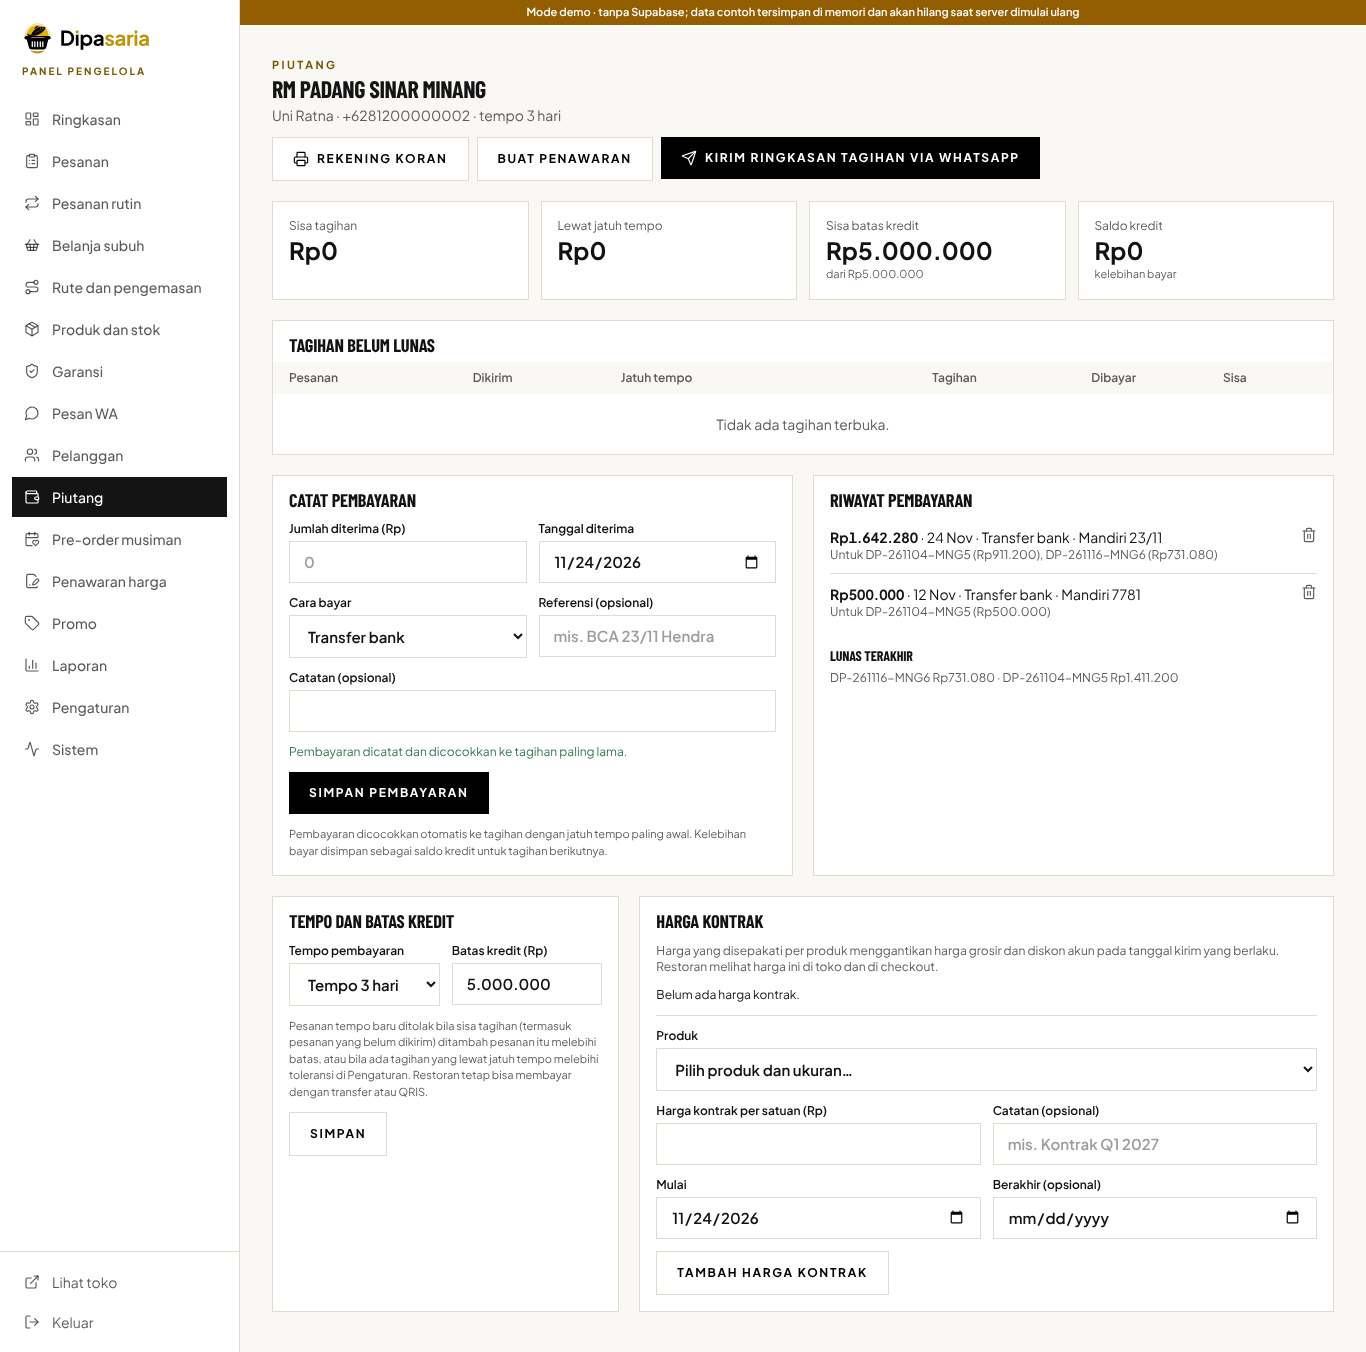 Mode demo · tanpa Supabase; data contoh tersimpan di memori dan akan hilang saat server dimulai ulang
Dipasaria
PANEL PENGELOLA
Ringkasan
Pesanan
Pesanan rutin
Belanja subuh
Rute dan pengemasan
Produk dan stok
Garansi
Pesan WA
Pelanggan
Piutang
Pre-order musiman
Penawaran harga
Promo
Laporan
Pengaturan
Sistem
Lihat toko
Keluar
PIUTANG
RM PADANG SINAR MINANG
Uni Ratna · +6281200000002 · tempo 3 hari
REKENING KORAN
BUAT PENAWARAN
KIRIM RINGKASAN TAGIHAN VIA WHATSAPP
Sisa tagihan
Rp0
Lewat jatuh tempo
Rp0
Sisa batas kredit
Rp5.000.000
dari Rp5.000.000
Saldo kredit
Rp0
kelebihan bayar
TAGIHAN BELUM LUNAS
Pesanan Dikirim Jatuh tempo Tagihan Dibayar Sisa
Tidak ada tagihan terbuka.
CATAT PEMBAYARAN
Jumlah diterima (Rp)
0
Tanggal diterima
11/24/2026
Cara bayar
Transfer bank
Referensi (opsional)
mis. BCA 23/11 Hendra
Catatan (opsional)
Pembayaran dicatat dan dicocokkan ke tagihan paling lama.
SIMPAN PEMBAYARAN
Pembayaran dicocokkan otomatis ke tagihan dengan jatuh tempo paling awal. Kelebihan
bayar disimpan sebagai saldo kredit untuk tagihan berikutnya.
RIWAYAT PEMBAYARAN
Rp1.642.280 · 24 Nov · Transfer bank · Mandiri 23/11
Untuk DP-261104-MNG5 (Rp911.200), DP-261116-MNG6 (Rp731.080)
Rp500.000 · 12 Nov · Transfer bank · Mandiri 7781
Untuk DP-261104-MNG5 (Rp500.000)
LUNAS TERAKHIR
DP-261116-MNG6 Rp731.080 · DP-261104-MNG5 Rp1.411.200
TEMPO DAN BATAS KREDIT
Tempo pembayaran
Tempo 3 hari
Batas kredit (Rp)
5.000.000
Pesanan tempo baru ditolak bila sisa tagihan (termasuk
pesanan yang belum dikirim) ditambah pesanan itu melebihi
batas, atau bila ada tagihan yang lewat jatuh tempo melebihi
toleransi di Pengaturan. Restoran tetap bisa membayar
dengan transfer atau QRIS.
SIMPAN
HARGA KONTRAK
Harga yang disepakati per produk menggantikan harga grosir dan diskon akun pada tanggal kirim yang berlaku.
Restoran melihat harga ini di toko dan di checkout.
Belum ada harga kontrak.
Produk
Pilih produk dan ukuran…
Harga kontrak per satuan (Rp)
Catatan (opsional)
mis. Kontrak Q1 2027
Mulai
11/24/2026
Berakhir (opsional)
mm/dd/yyyy
TAMBAH HARGA KONTRAK